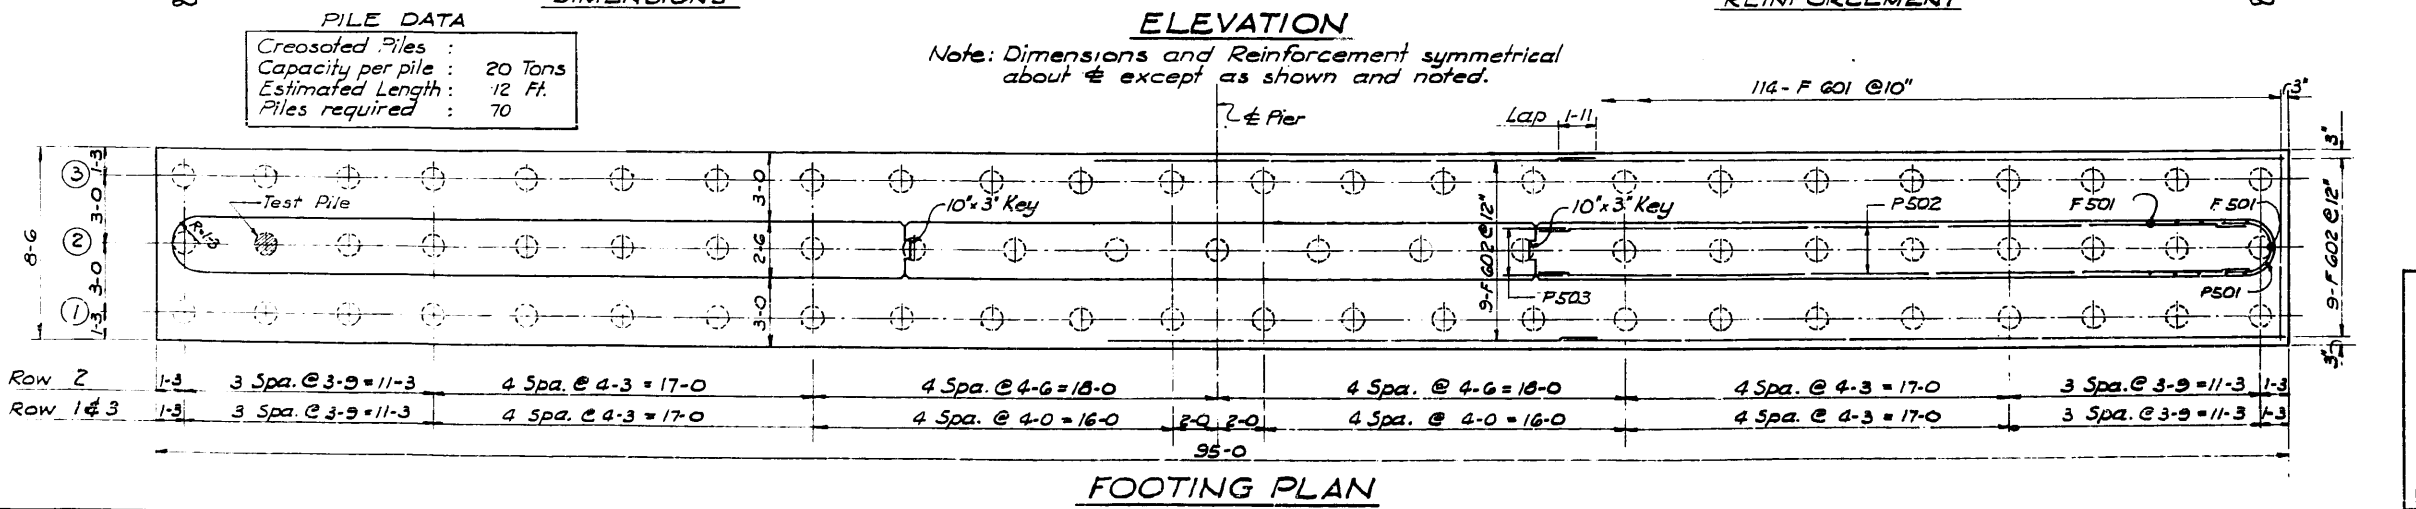 DIMENSIONS
REINFORCEMENT
PILE DATA
Creosoted Piles :
Capacity per pile : 20 Tons
Estimated Length : 12 Ft.
Piles required : 70
ELEVATION
Note: Dimensions and Reinforcement symmetrical
about ℄ except as shown and noted.
114-F 601 @10"
3"
℄ Pier
Lap 1-11
3"
1-3
3
3-0
3-0
Test Pile
10"x3" Key
10"x3" Key
P502
F501
F501
9-F602@12"
9-F602@12"
8-6
R=1-3
2
2-6
3-0
P503
P501
1
1-3
3-0
3"
Row 2 1-3 3 Spa. @ 3-9=11-3 4 Spa. @ 4-3 = 17-0 4 Spa. @ 4-6=18-0 4 Spa. @ 4-6=18-0 4 Spa. @ 4-3 = 17-0 3 Spa. @ 3-9=11-3 1-3
Row 1&3 1-3 3 Spa. @ 3-9=11-3 4 Spa. @ 4-3=17-0 4 Spa. @ 4-0=16-0 2-0 2-0 4 Spa. @ 4-0=16-0 4 Spa. @ 4-3 = 17-0 3 Spa. @ 3-9=11-3 1-3
95-0
FOOTING PLAN